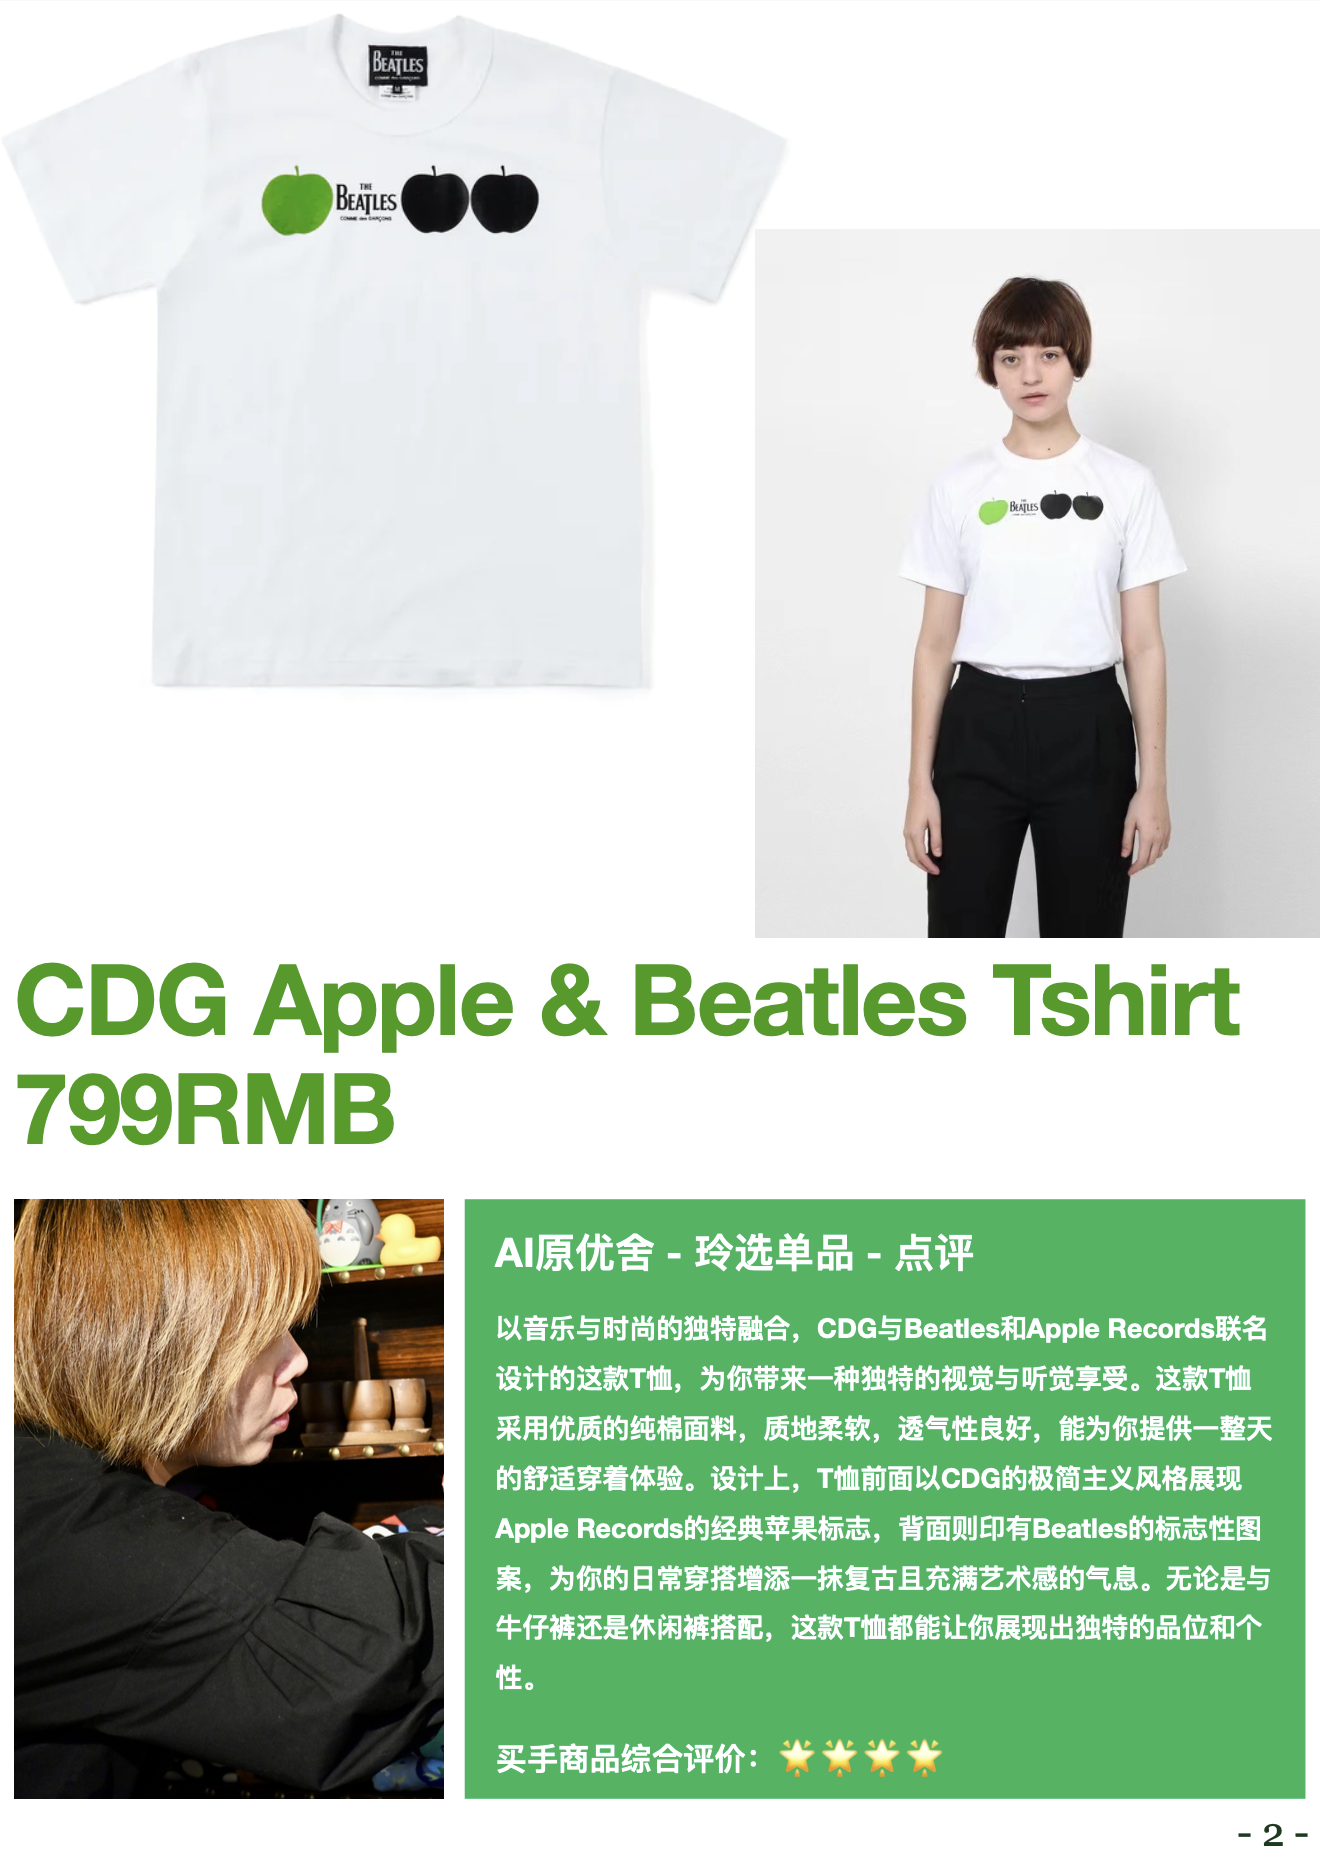 THE
BEATLES
COMME des GARÇONS
M
THE
BEATLES
COMME des GARÇONS
THE
BEATLES
CDG Apple & Beatles Tshirt
799RMB
AI原优舍 - 玲选单品 - 点评
以音乐与时尚的独特融合，CDG与Beatles和Apple Records联名
设计的这款T恤，为你带来一种独特的视觉与听觉享受。这款T恤
采用优质的纯棉面料，质地柔软，透气性良好，能为你提供一整天
的舒适穿着体验。设计上，T恤前面以CDG的极简主义风格展现
Apple Records的经典苹果标志，背面则印有Beatles的标志性图
案，为你的日常穿搭增添一抹复古且充满艺术感的气息。无论是与
牛仔裤还是休闲裤搭配，这款T恤都能让你展现出独特的品位和个
性。
买手商品综合评价：🌟🌟🌟🌟
- 2 -